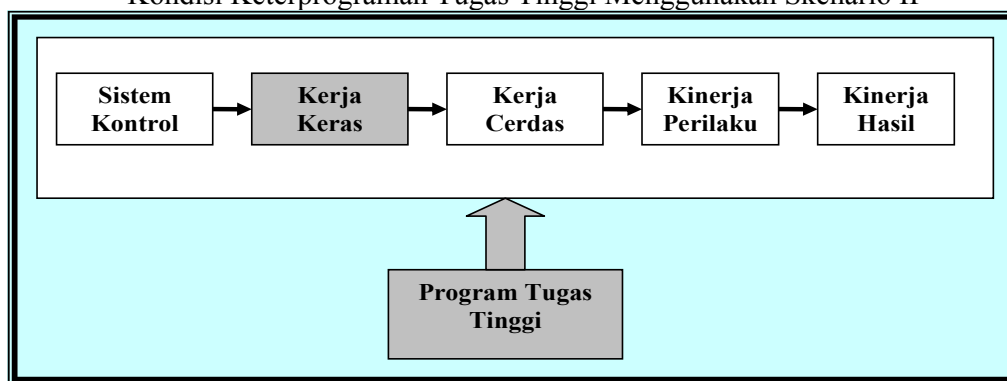 Kondisi Keterprograman Tugas Tinggi Menggunakan Skenario II
Sistem
Kontrol
Kerja
Keras
Kerja
Cerdas
Kinerja
Perilaku
Kinerja
Hasil
Program Tugas
Tinggi